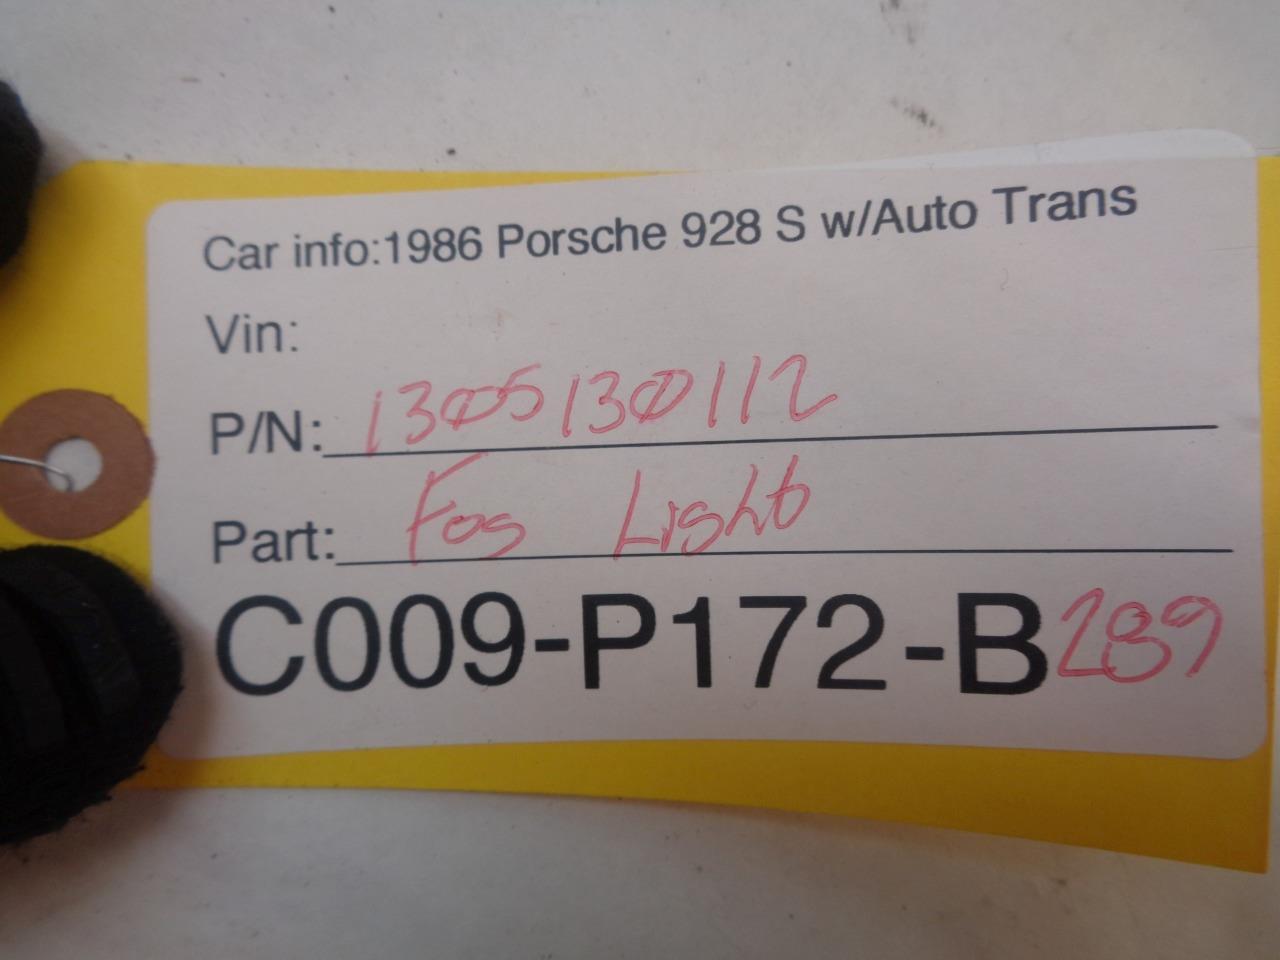 Car info:1986 Porsche 928 S w/Auto Trans
Vin:
P/N: 1305130112
Part: Fog Light
C009-P172-B289